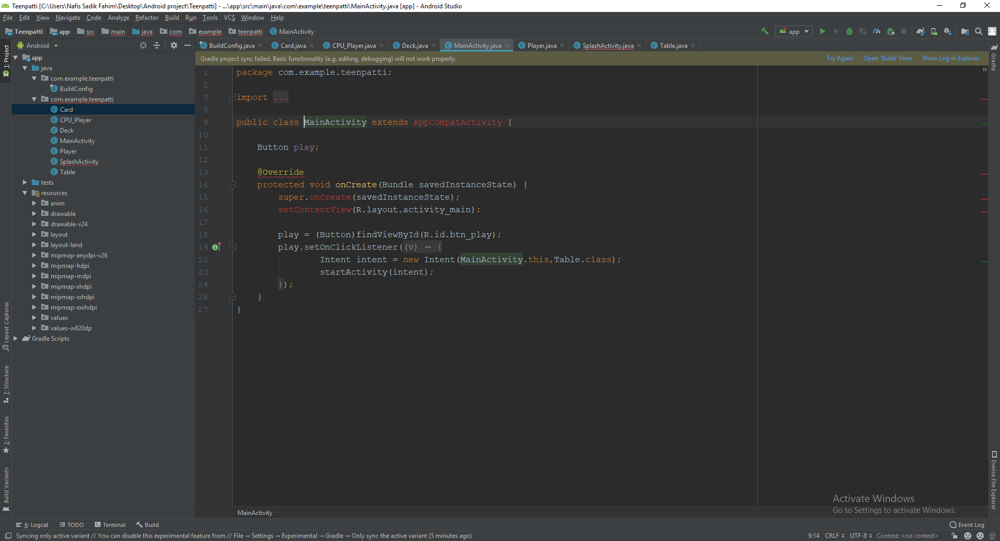 Teenpatti [C:\Users\Nafis Sadik Fahim\Desktop\Android project\Teenpatti] - ...\app\src\main\java\com\example\teenpatti\MainActivity.java [app] - Android Studio
File Edit View Navigate Code Analyze Refactor Build Run Tools VCS Window Help
Teenpatti app src main java com example teenpatti MainActivity app
Android BuildConfig.java Card.java CPU_Player.java Deck.java MainActivity.java Player.java SplashActivity.java Table.java
Gradle project sync failed. Basic functionality (e.g. editing, debugging) will not work properly. Try Again Open 'Build' View Show Log in Explorer
1: Project
Layout Captures
7: Structure
2: Favorites
Build Variants
app
java
com.example.teenpatti
BuildConfig
com.example.teenpatti
Card
CPU_Player
Deck
MainActivity
Player
SplashActivity
Table
tests
resources
anim
drawable
drawable-v24
layout
layout-land
mipmap-anydpi-v26
mipmap-hdpi
mipmap-mdpi
mipmap-xhdpi
mipmap-xxhdpi
mipmap-xxxhdpi
values
values-w820dp
Gradle Scripts
1 package com.example.teenpatti;
2
3 import ...
8
9 public class MainActivity extends AppCompatActivity {
10
11 Button play;
12
13 @Override
14 protected void onCreate(Bundle savedInstanceState) {
15 super.onCreate(savedInstanceState);
16 setContentView(R.layout.activity_main);
17
18 play = (Button)findViewById(R.id.btn_play);
19 play.setOnClickListener((v) → {
22 Intent intent = new Intent(MainActivity.this,Table.class);
23 startActivity(intent);
24 });
26 }
27 }
Gradle
Device File Explorer
Activate Windows
Go to Settings to activate Windows.
MainActivity
6: Logcat TODO Terminal Build Event Log
Syncing only active variant // You can disable this experimental feature from // File → Settings → Experimental → Gradle → Only sync the active variant (5 minutes ago) 9:14 CRLF UTF-8 Context: <no context>